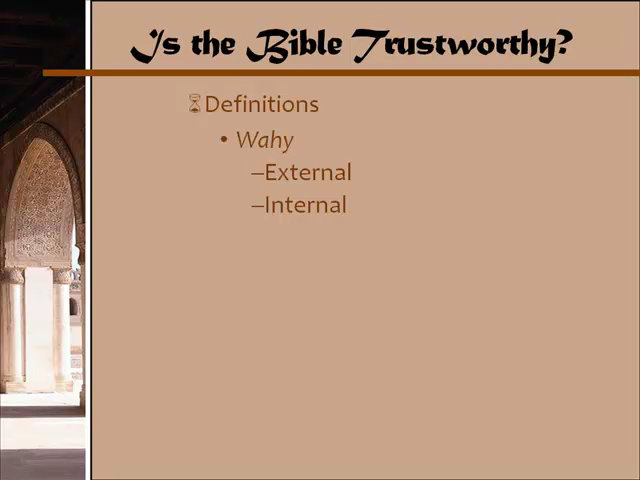 Is the Bible Trustworthy?
Definitions
• Wahy
–External
–Internal